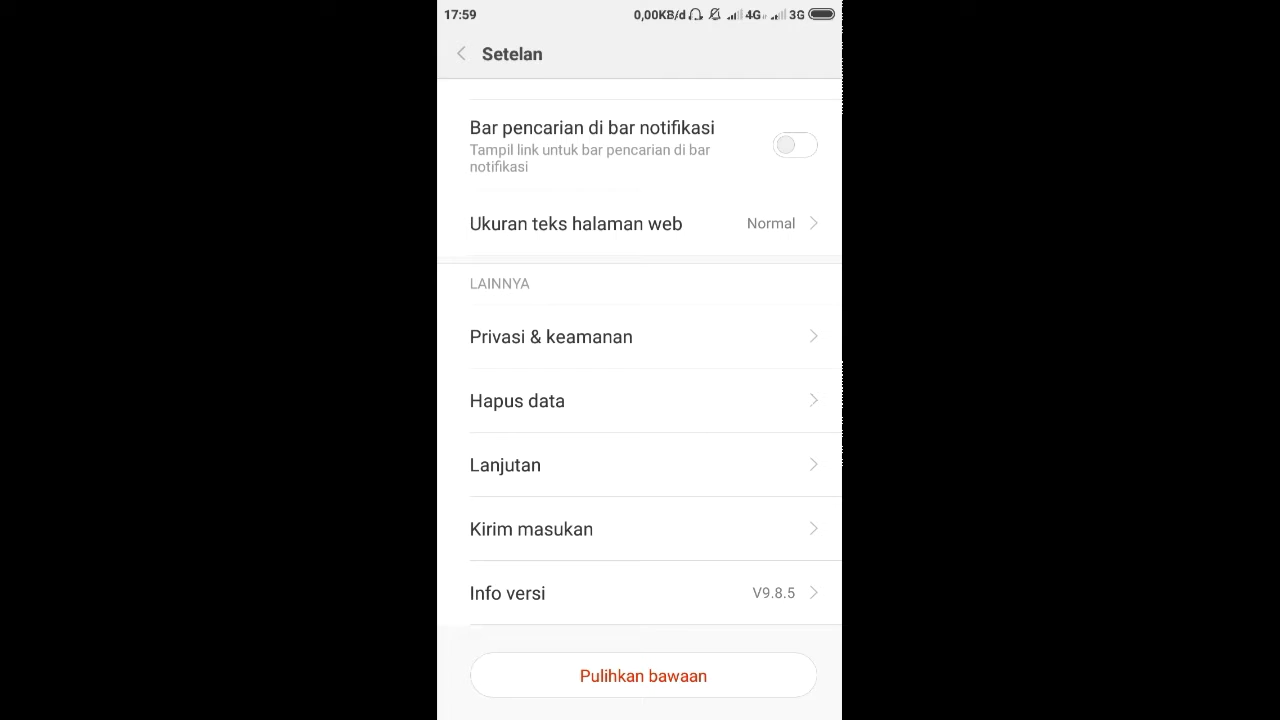 17:59 0,00KB/d 4G 3G
Setelan
Bar pencarian di bar notifikasi
Tampil link untuk bar pencarian di bar
notifikasi
Ukuran teks halaman web Normal
LAINNYA
Privasi & keamanan
Hapus data
Lanjutan
Kirim masukan
Info versi V9.8.5
Pulihkan bawaan